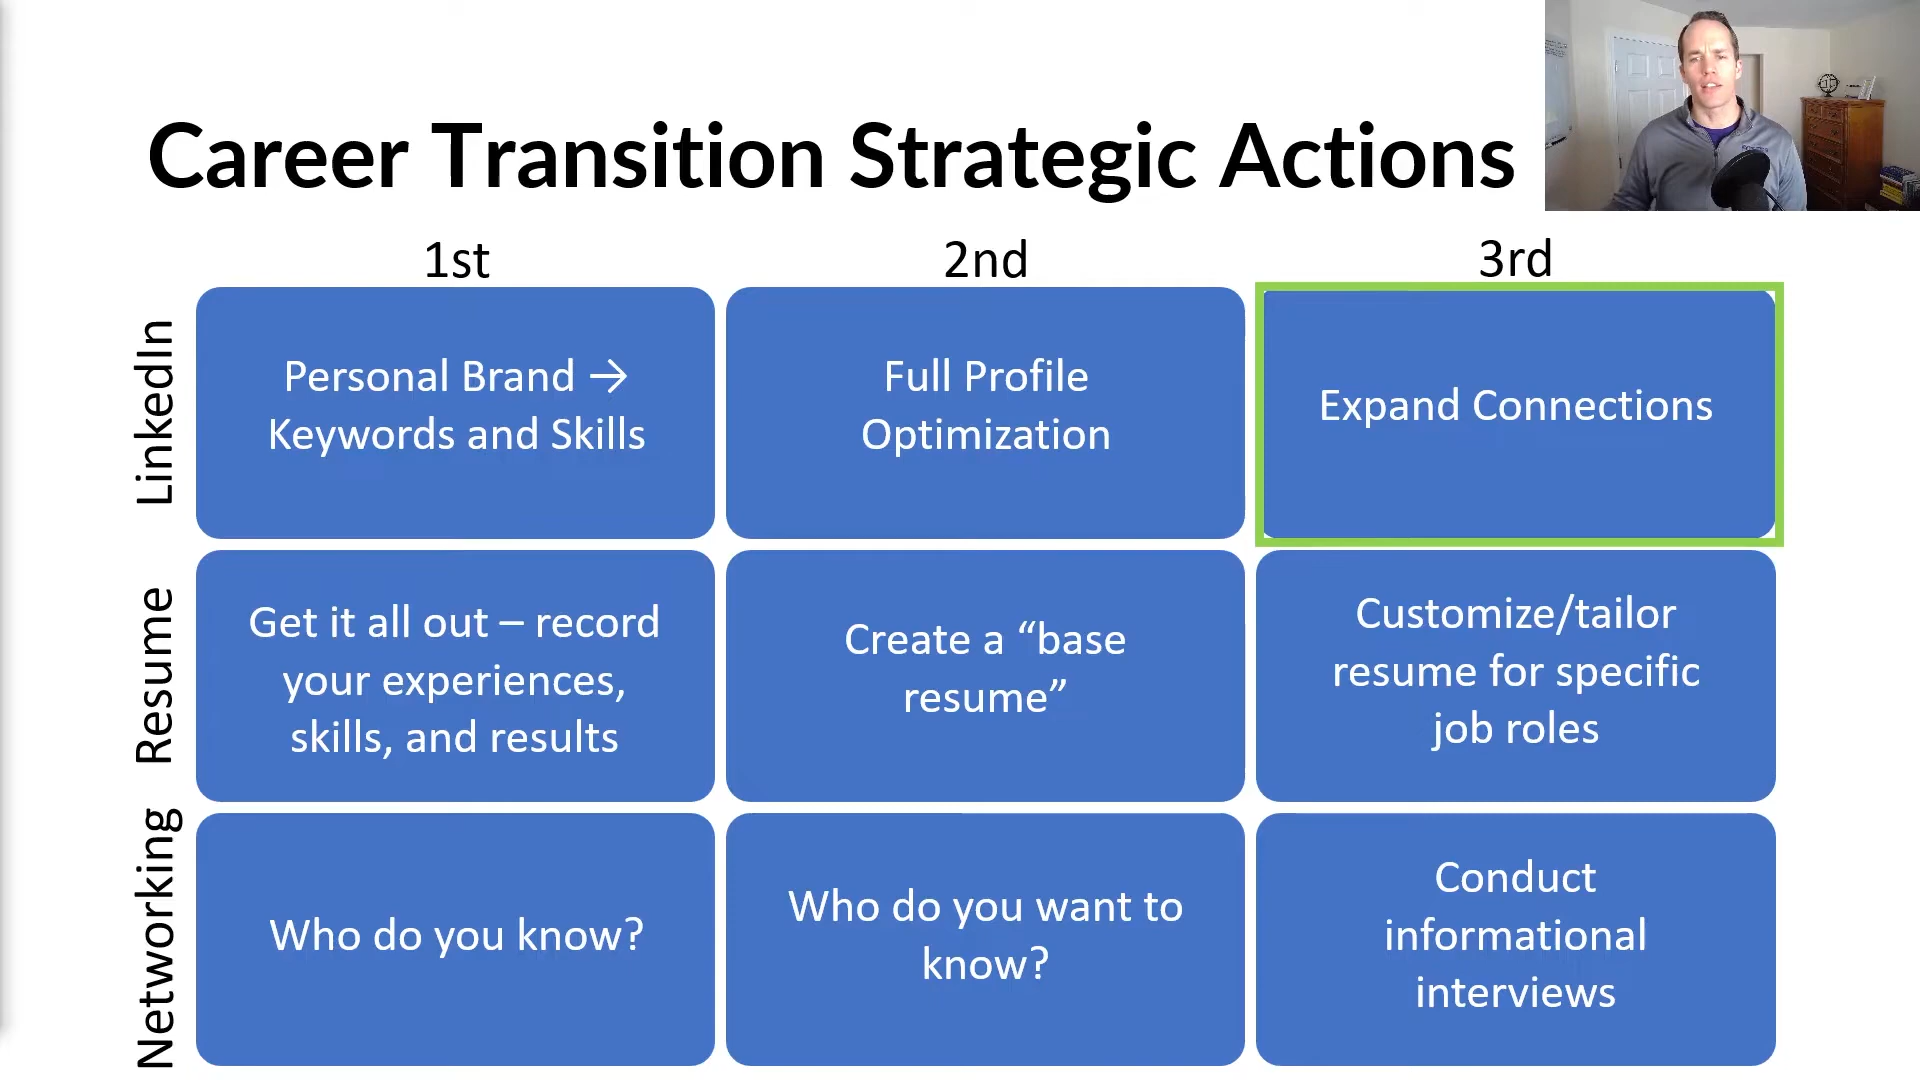 Career Transition Strategic Actions
1st
2nd
3rd
LinkedIn
Personal Brand →
Keywords and Skills
Full Profile
Optimization
Expand Connections
Resume
Get it all out – record
your experiences,
skills, and results
Create a “base
resume”
Customize/tailor
resume for specific
job roles
Networking
Who do you know?
Who do you want to
know?
Conduct
informational
interviews